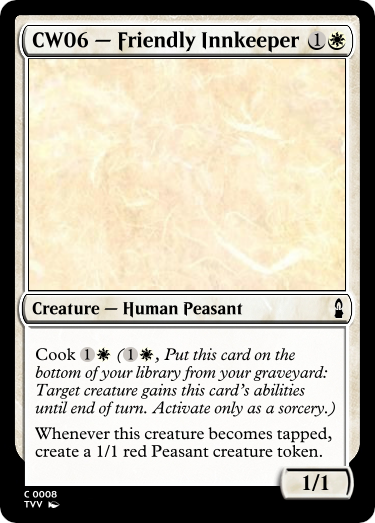 CW06 — Friendly Innkeeper 1
Creature — Human Peasant
Cook 1 (1, Put this card on the
bottom of your library from your graveyard:
Target creature gains this card's abilities
until end of turn. Activate only as a sorcery.)
Whenever this creature becomes tapped,
create a 1/1 red Peasant creature token.
1/1
C 0008
TVV